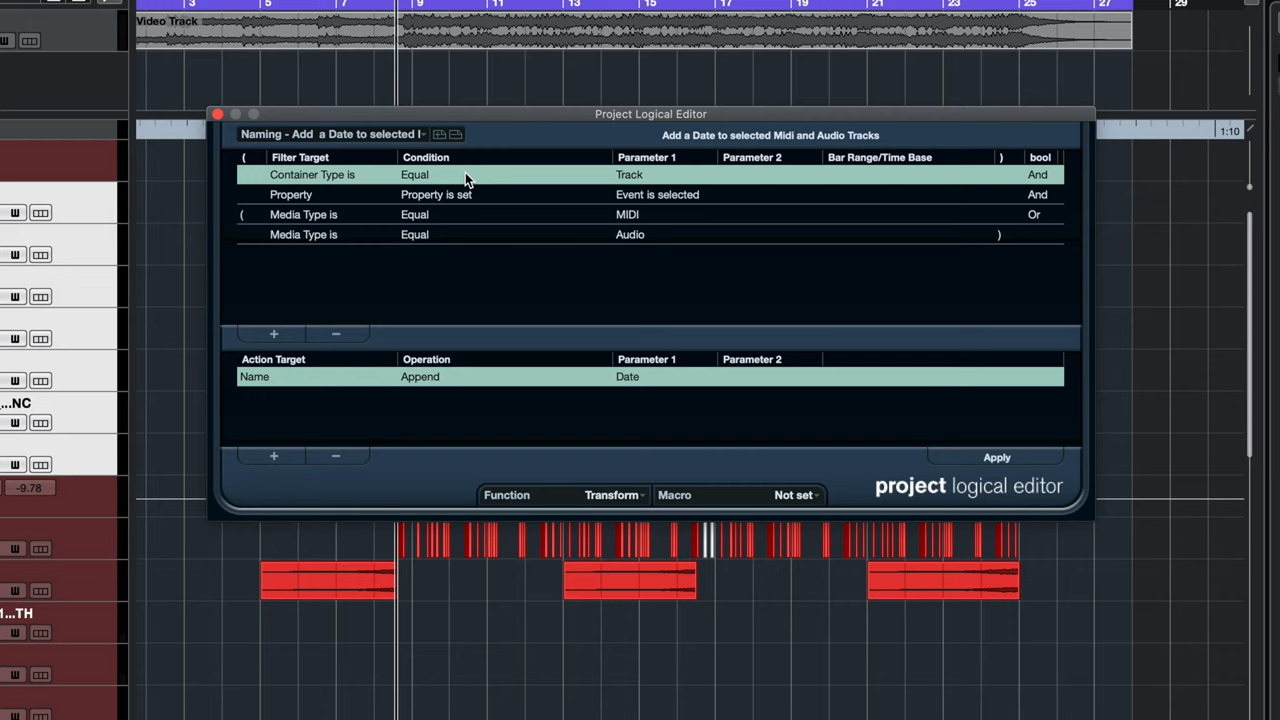 3 5 7 9 11 13 15 17 19 21 23 25 27 29
Video Track
Project Logical Editor
Naming - Add a Date to selected I
Add a Date to selected Midi and Audio Tracks
1:10
( Filter Target Condition Parameter 1 Parameter 2 Bar Range/Time Base ) bool
Container Type is Equal Track And
Property Property is set Event is selected And
( Media Type is Equal MIDI Or
Media Type is Equal Audio )
+ −
Action Target Operation Parameter 1 Parameter 2
Name Append Date
...NC
+ −
Apply
-9.78
project logical editor
Function Transform Macro Not set
1...TH